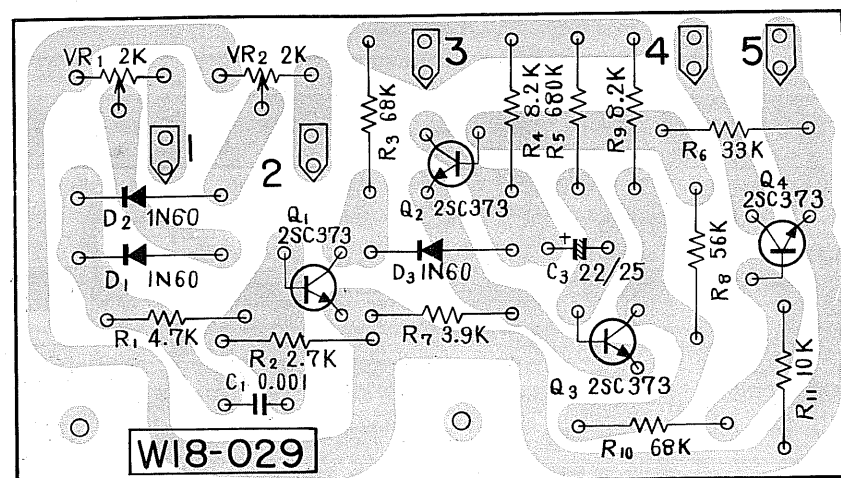 VR1 2K
VR2 2K
3
4
5
R3 68K
R4 8.2K
R5 680K
R9 8.2K
R6 33K
1
2
Q2 2SC373
Q4
2SC373
D2 1N60
Q1
2SC373
D1 1N60
D3 1N60
C3 22/25
R8 56K
R1 4.7K
R2 2.7K
R7 3.9K
Q3 2SC373
R11 10K
C1 0.001
R10 68K
W18-029